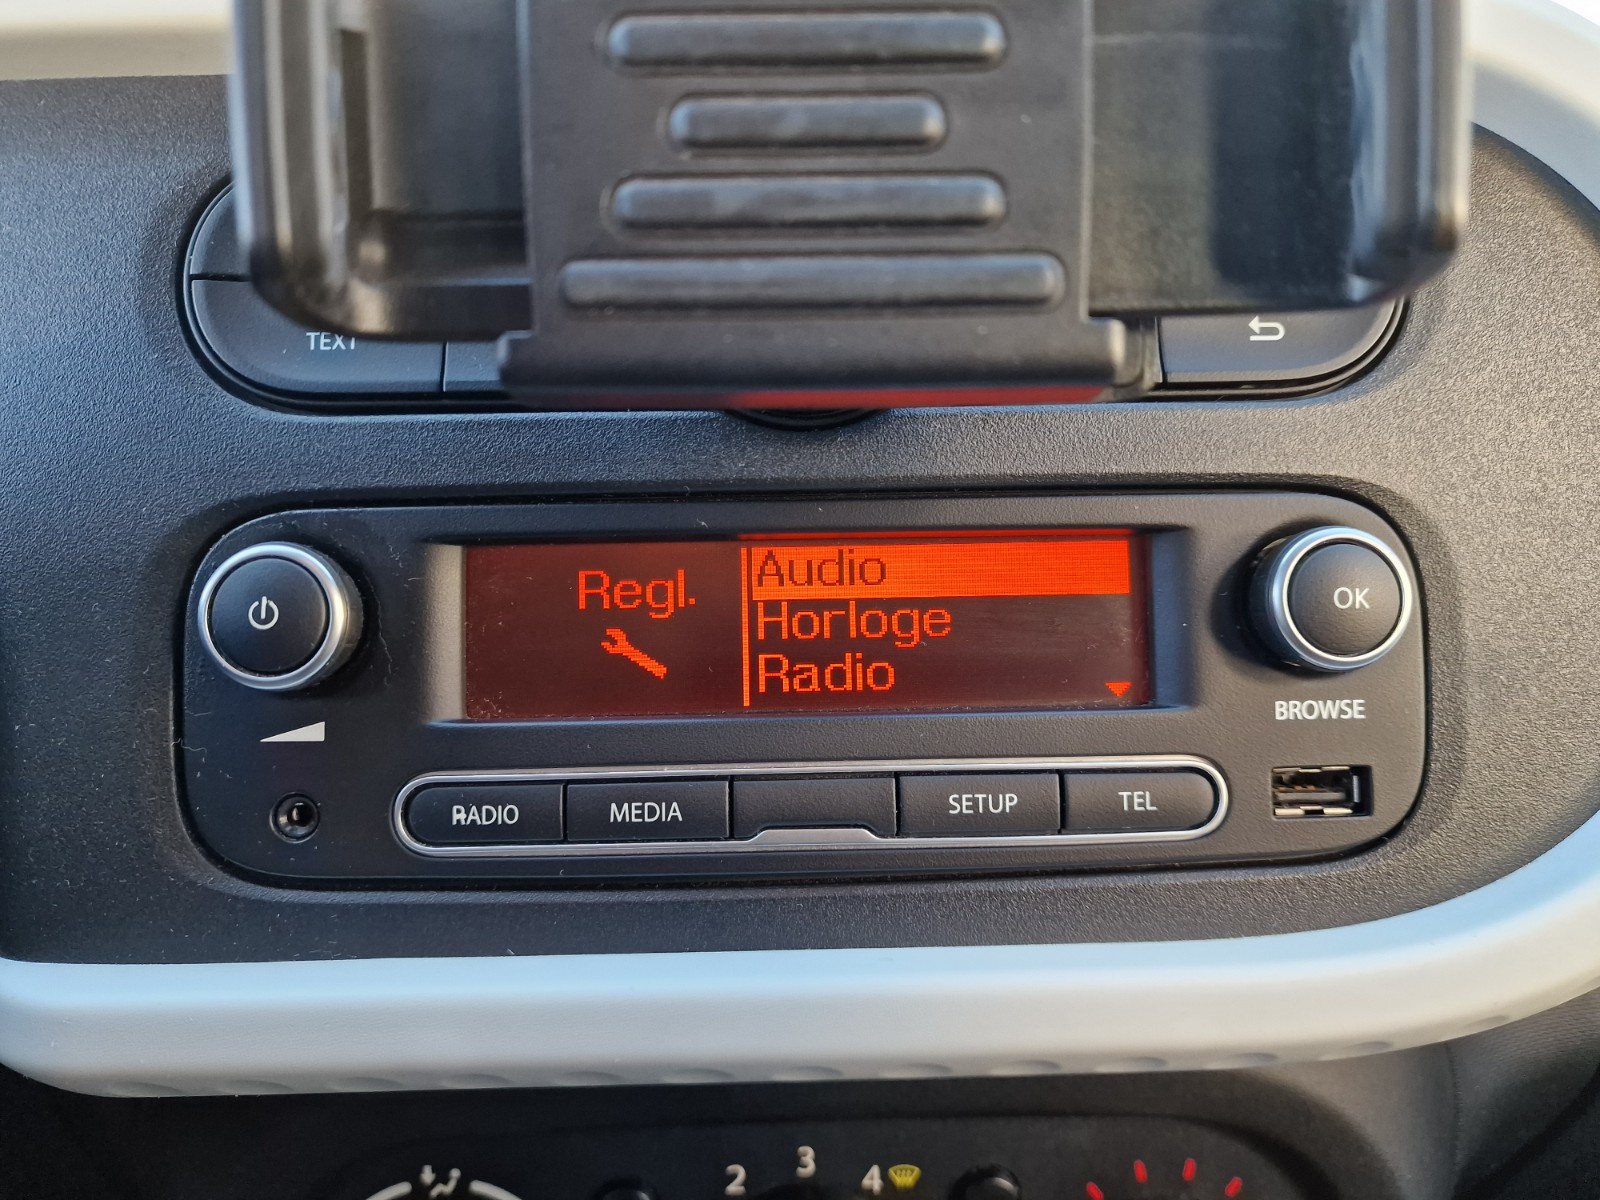 TEXT
Regl.
Audio
Horloge
Radio
OK
BROWSE
RADIO
MEDIA
SETUP
TEL
2
3
4